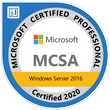 MICROSOFT CERTIFIED PROFESSIONAL
Microsoft
MCSA
Windows Server 2016
Certified 2020